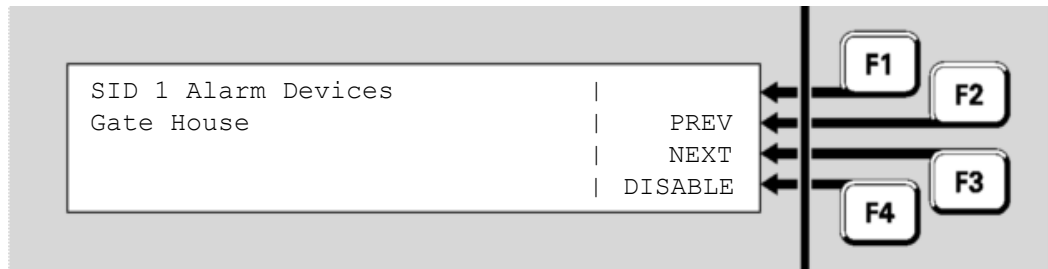 SID 1 Alarm Devices |
Gate House | PREV
| NEXT
| DISABLE
F1
F2
F3
F4